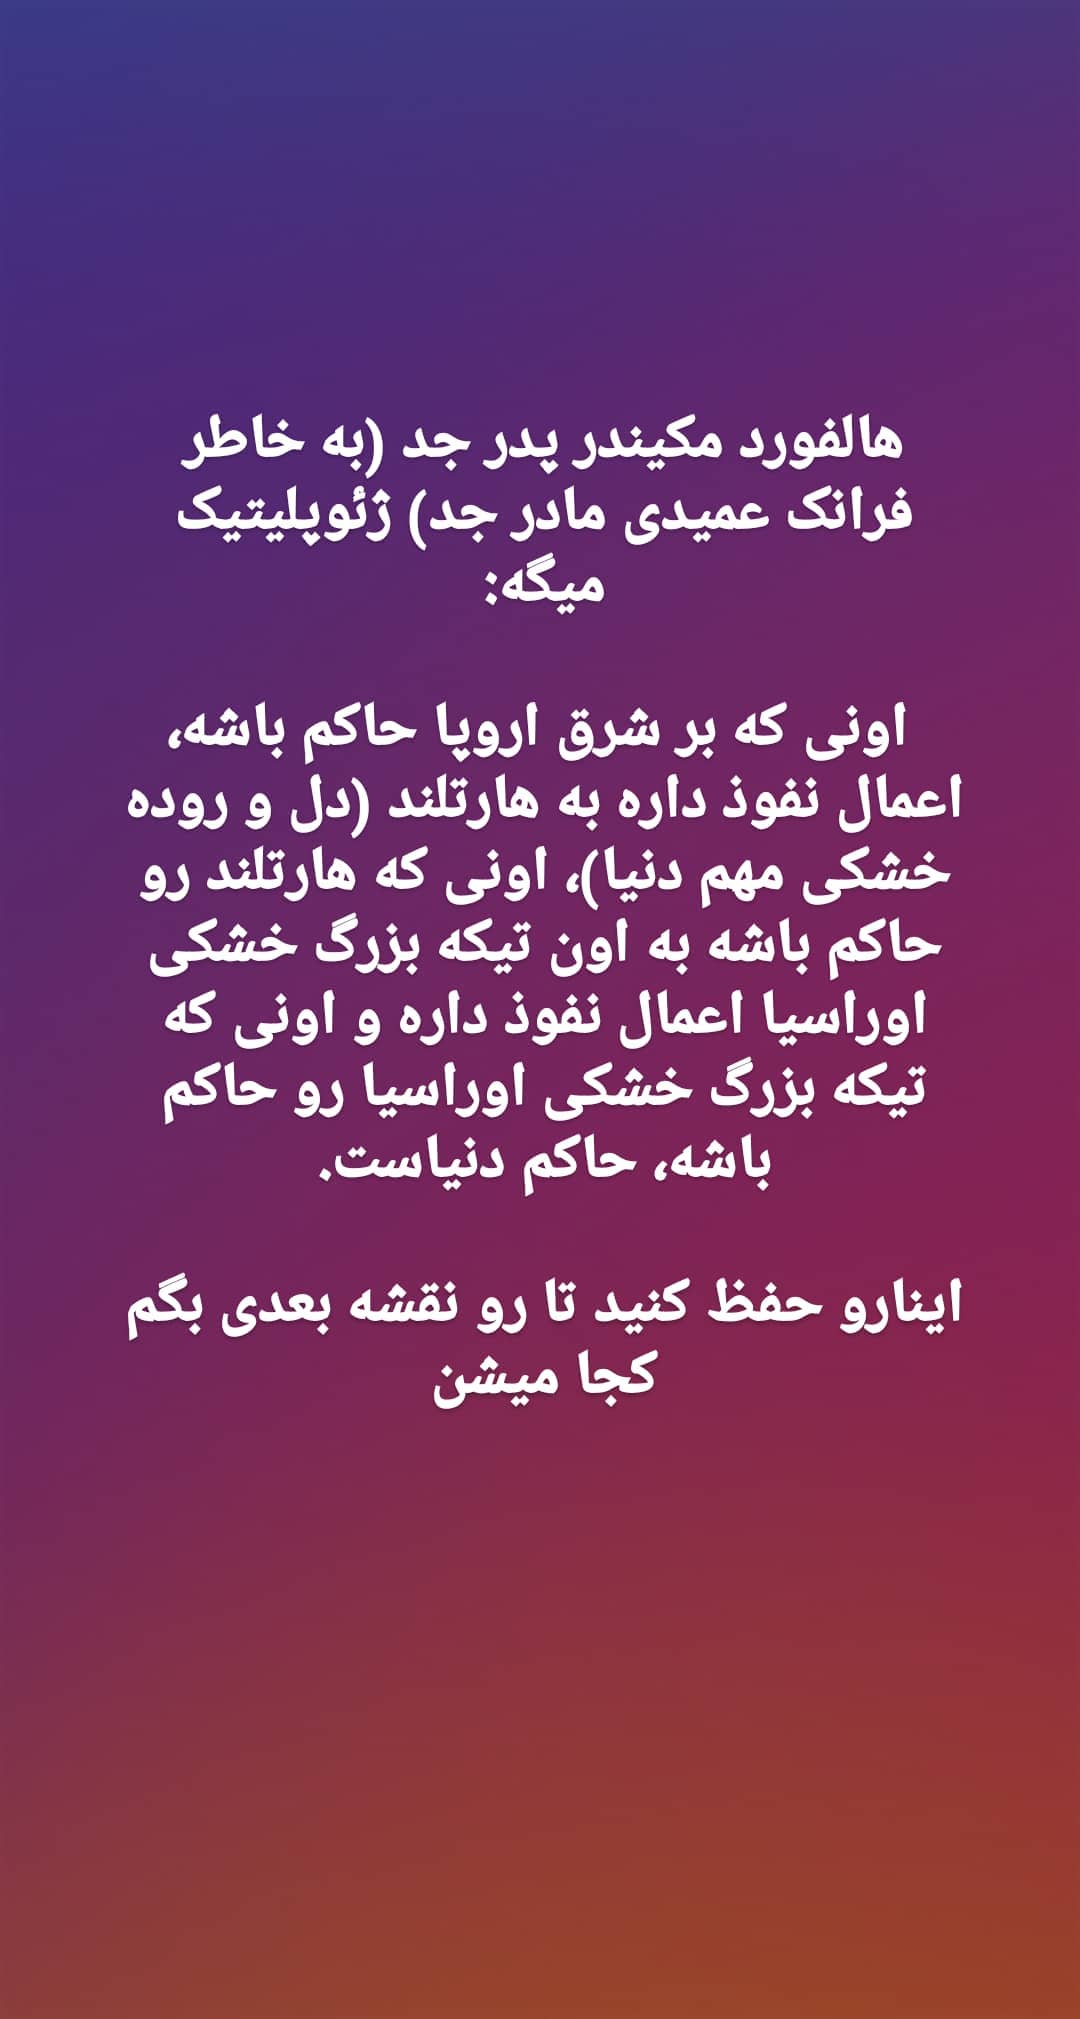 هالفورد مکیندر پدر جد (به خاطر
فرانک عمیدی مادر جد) ژئوپلیتیک
میگه:
اونی که بر شرق اروپا حاکم باشه،
اعمال نفوذ داره به هارتلند (دل و روده
خشکی مهم دنیا)، اونی که هارتلند رو
حاکم باشه به اون تیکه بزرگ خشکی
اوراسیا اعمال نفوذ داره و اونی که
تیکه بزرگ خشکی اوراسیا رو حاکم
باشه، حاکم دنیاست.
اینارو حفظ کنید تا رو نقشه بعدی بگم
کجا میشن